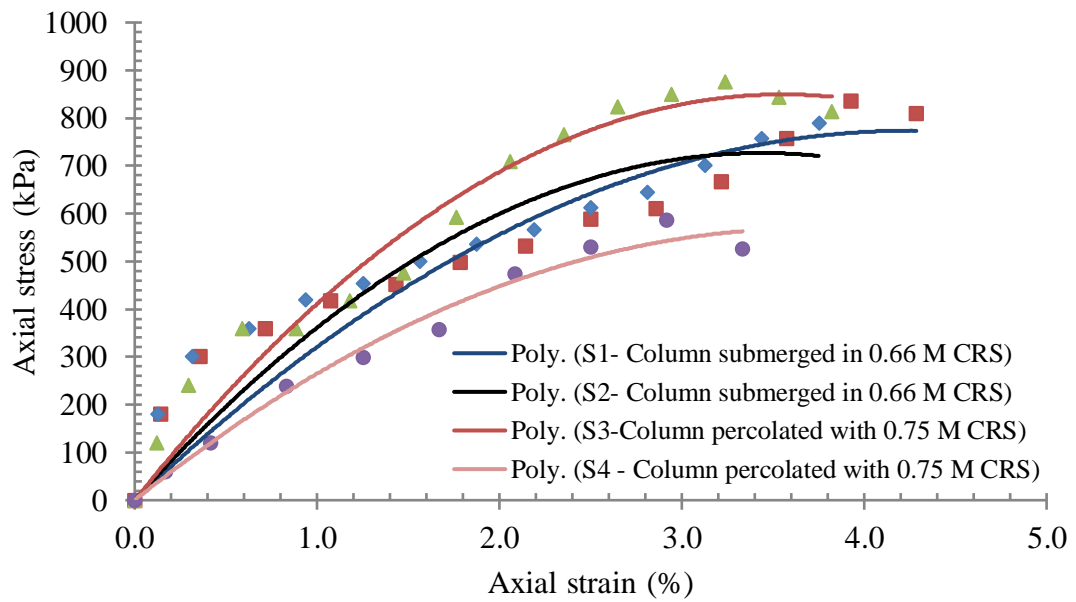 1000
900
800
700
600
500
400
300
200
100
0
Axial stress (kPa)
Poly. (S1- Column submerged in 0.66 M CRS)
Poly. (S2- Column submerged in 0.66 M CRS)
Poly. (S3-Column percolated with 0.75 M CRS)
Poly. (S4 - Column percolated with 0.75 M CRS)
0.0 1.0 2.0 3.0 4.0 5.0
Axial strain (%)